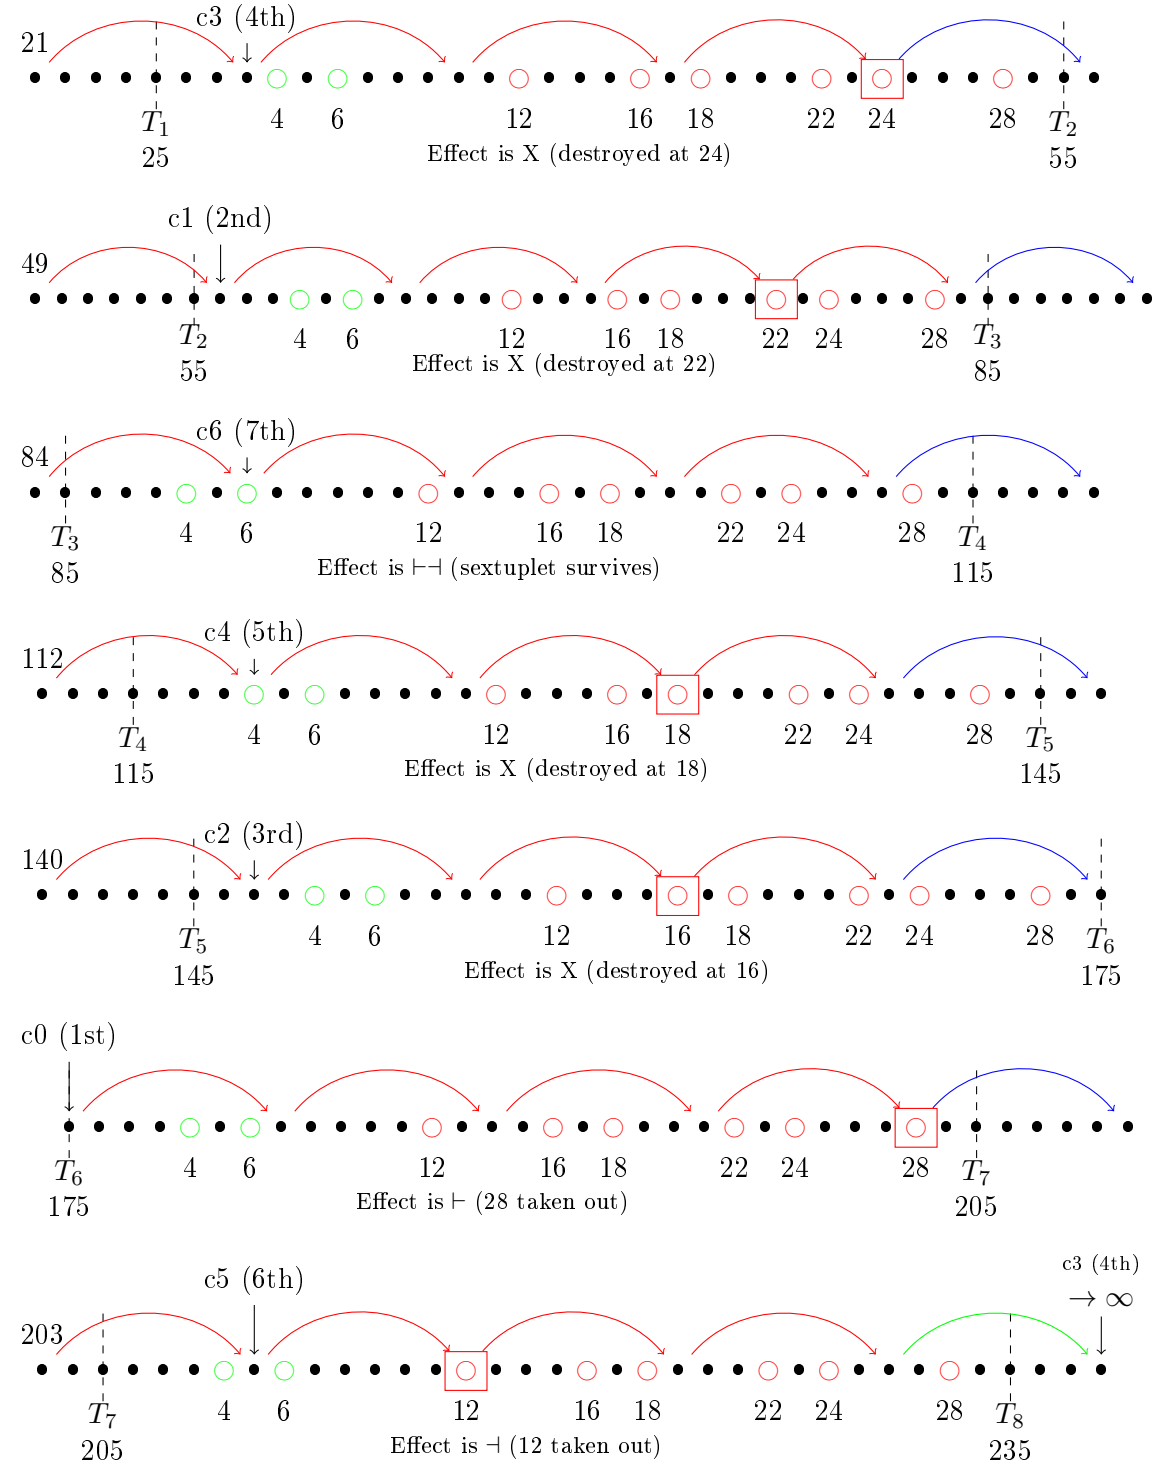 c3 (4th)
21
4 6 12 16 18 22 24 28
T₁ T₂
25 55
Effect is X (destroyed at 24)
c1 (2nd)
49
4 6 12 16 18 22 24 28
T₂ T₃
55 85
Effect is X (destroyed at 22)
c6 (7th)
84
4 6 12 16 18 22 24 28
T₃ T₄
85 115
Effect is ⊢⊣ (sextuplet survives)
c4 (5th)
112
4 6 12 16 18 22 24 28
T₄ T₅
115 145
Effect is X (destroyed at 18)
c2 (3rd)
140
4 6 12 16 18 22 24 28
T₅ T₆
145 175
Effect is X (destroyed at 16)
c0 (1st)
4 6 12 16 18 22 24 28
T₆ T₇
175 205
Effect is ⊢ (28 taken out)
c3 (4th)
c5 (6th) → ∞
203
4 6 12 16 18 22 24 28
T₇ T₈
205 235
Effect is ⊣ (12 taken out)